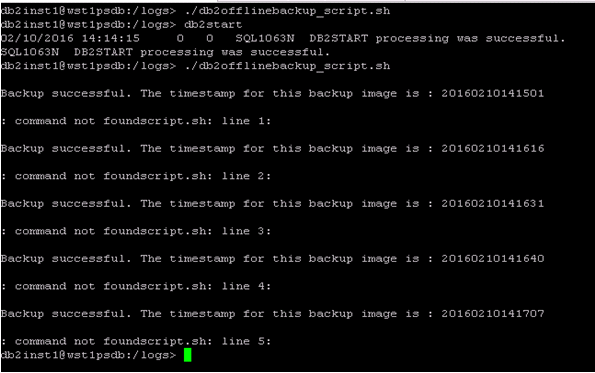 db2inst1@wst1psdb:/logs> ./db2offlinebackup_script.sh
db2inst1@wst1psdb:/logs> db2start
02/10/2016 14:14:15     0   0   SQL1063N  DB2START processing was successful.
SQL1063N  DB2START processing was successful.
db2inst1@wst1psdb:/logs> ./db2offlinebackup_script.sh
Backup successful. The timestamp for this backup image is : 20160210141501
: command not foundscript.sh: line 1:
Backup successful. The timestamp for this backup image is : 20160210141616
: command not foundscript.sh: line 2:
Backup successful. The timestamp for this backup image is : 20160210141631
: command not foundscript.sh: line 3:
Backup successful. The timestamp for this backup image is : 20160210141640
: command not foundscript.sh: line 4:
Backup successful. The timestamp for this backup image is : 20160210141707
: command not foundscript.sh: line 5:
db2inst1@wst1psdb:/logs>